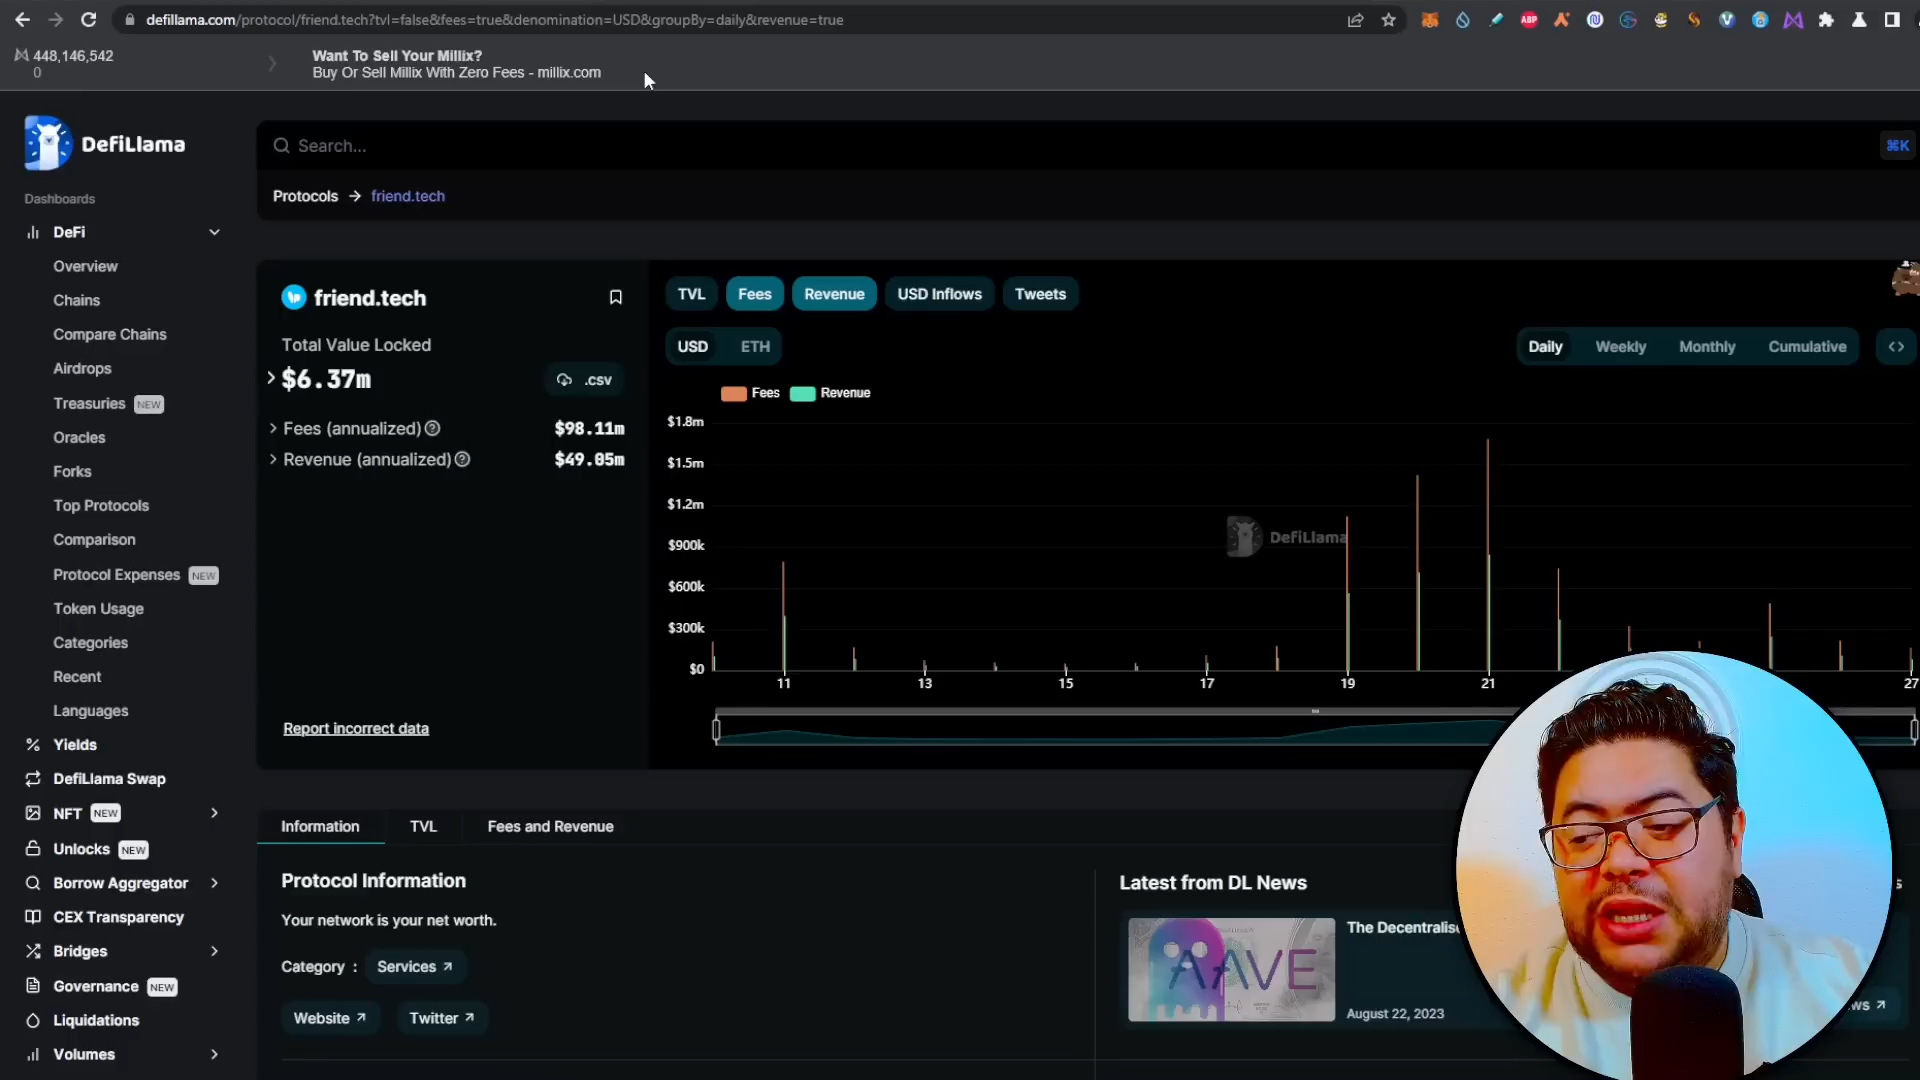 defillama.com/protocol/friend.tech?tvl=false&fees=true&denomination=USD&groupBy=daily&revenue=true
ABP
448,146,542
0
Want To Sell Your Millix?
Buy Or Sell Millix With Zero Fees - millix.com
DefiLlama
Search...
⌘K
Protocols → friend.tech
Dashboards
DeFi
Overview
Chains
Compare Chains
Airdrops
Treasuries NEW
Oracles
Forks
Top Protocols
Comparison
Protocol Expenses NEW
Token Usage
Categories
Recent
Languages
Yields
DefiLlama Swap
NFT NEW
Unlocks NEW
Borrow Aggregator
CEX Transparency
Bridges
Governance NEW
Liquidations
Volumes
friend.tech
Total Value Locked
$6.37m
.csv
Fees (annualized) $98.11m
Revenue (annualized) $49.05m
Report incorrect data
TVL Fees Revenue USD Inflows Tweets
USD ETH
Daily Weekly Monthly Cumulative
Fees Revenue
$1.8m
$1.5m
$1.2m
$900k
$600k
$300k
$0
DefiLlama
11 13 15 17 19 21 27
Information TVL Fees and Revenue
Protocol Information
Your network is your net worth.
Category : Services
Website Twitter
Latest from DL News
AAVE
The Decentralise
August 22, 2023